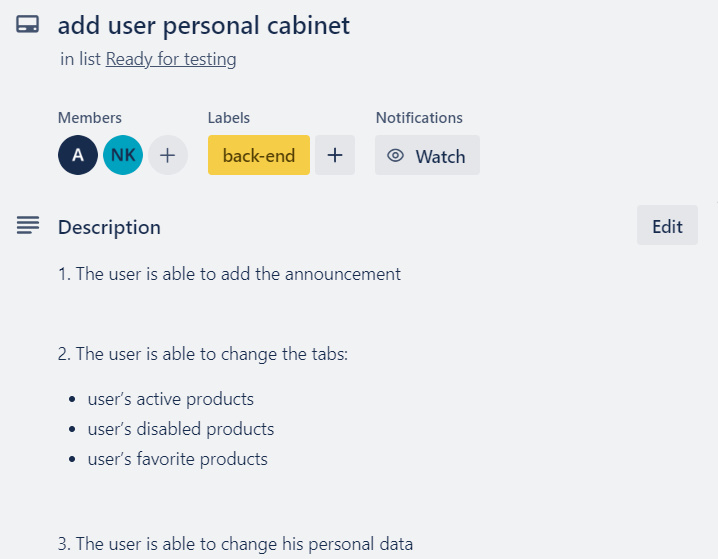 add user personal cabinet
in list Ready for testing
Members Labels Notifications
A NK + back-end + Watch
Description Edit
1. The user is able to add the announcement
2. The user is able to change the tabs:
• user’s active products
• user’s disabled products
• user’s favorite products
3. The user is able to change his personal data